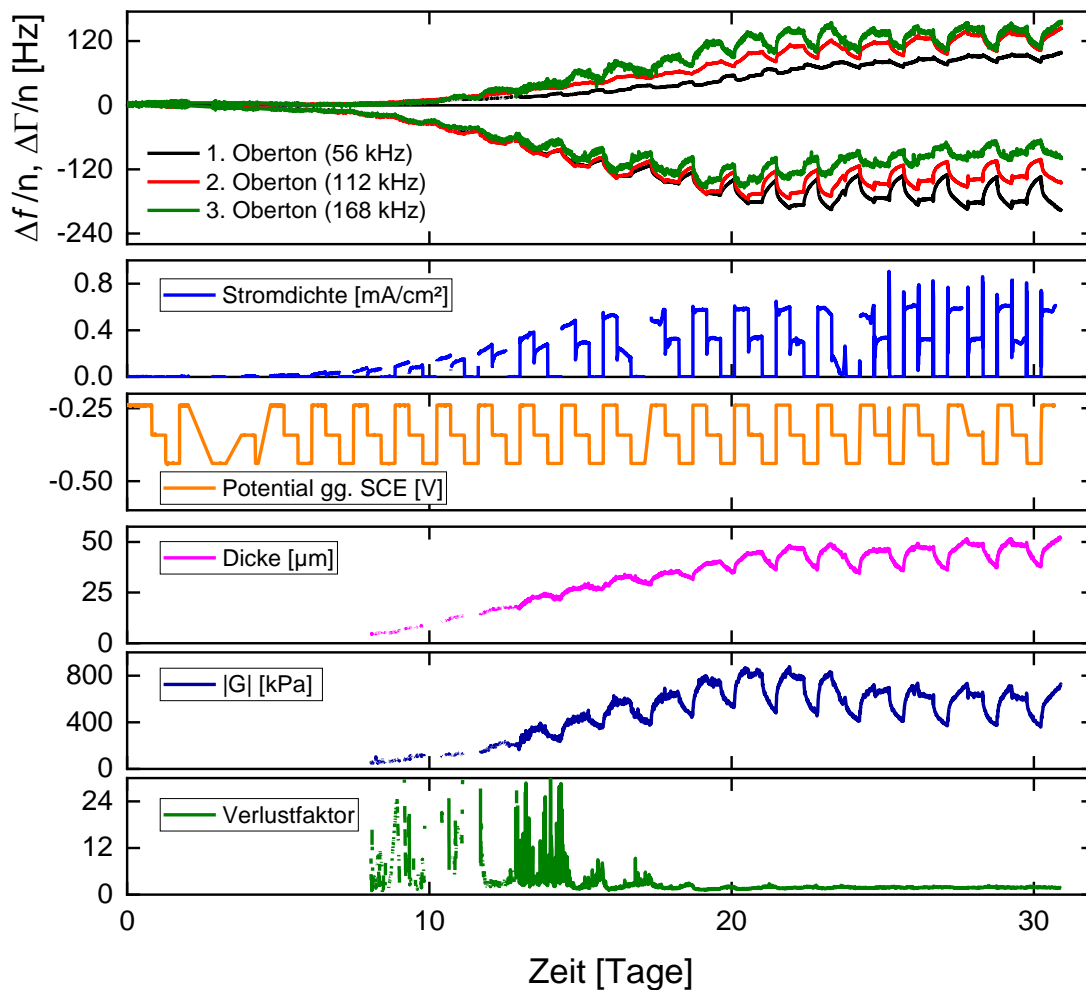 Δf/n, ΔΓ/n [Hz]
120
0
-120
-240
1. Oberton (56 kHz)
2. Oberton (112 kHz)
3. Oberton (168 kHz)
0.8
0.4
0.0
Stromdichte [mA/cm²]
-0.25
-0.50
Potential gg. SCE [V]
50
25
0
Dicke [µm]
800
400
0
|G| [kPa]
24
12
0
Verlustfaktor
0 10 20 30
Zeit [Tage]